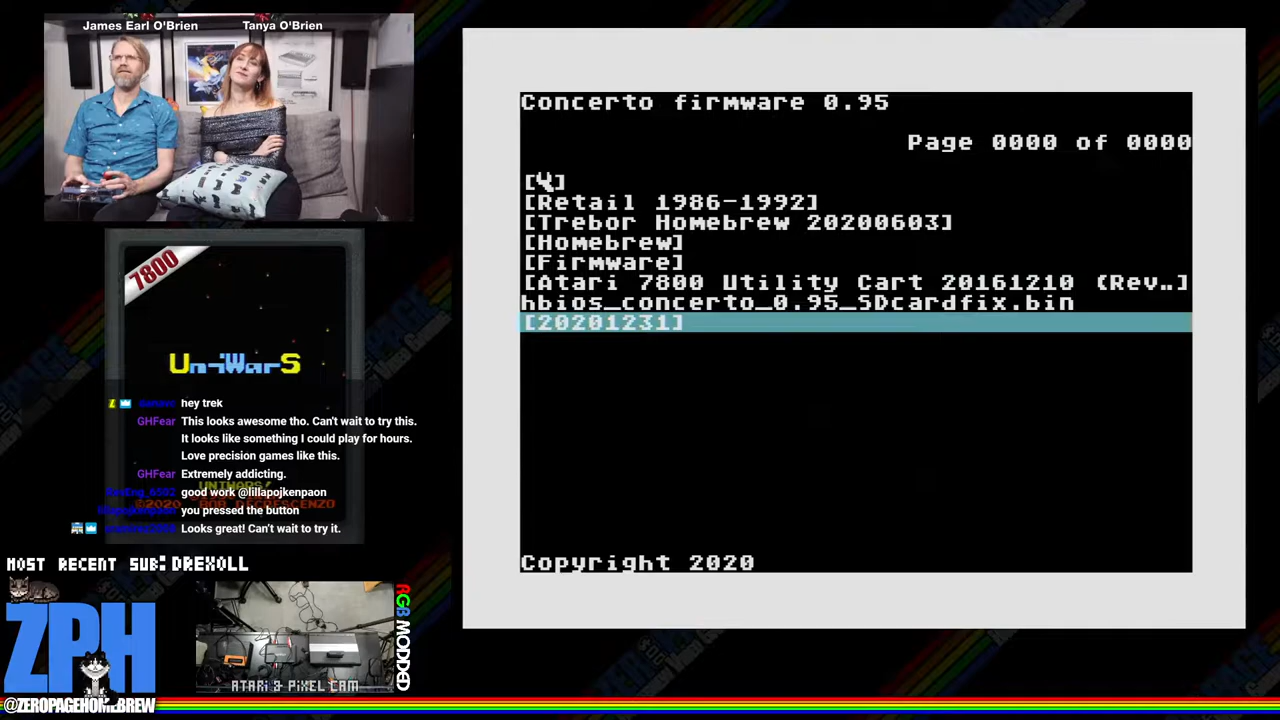 James Earl O'Brien
Tanya O'Brien
7800
UniWarS
hey trek
GHFear This looks awesome tho. Can't wait to try this.
It looks like something I could play for hours.
Love precision games like this.
GHFear Extremely addicting.
good work @lillapojkenpaon
lillapojkenpaon you pressed the button
Looks great! Can't wait to try it.
MOST RECENT SUB: DREXOLL
ZPH
@ZEROPAGEHOMEBREW
ATARI & PIXEL CAM
RGB MODDED
Concerto firmware 0.95
Page 0000 of 0000
[Retail 1986-1992]
[Trebor Homebrew 20200603]
[Homebrew]
[Firmware]
[Atari 7800 Utility Cart 20161210 (Rev..]
hbios_concerto_0.95_SDcardfix.bin
[20201231]
Copyright 2020